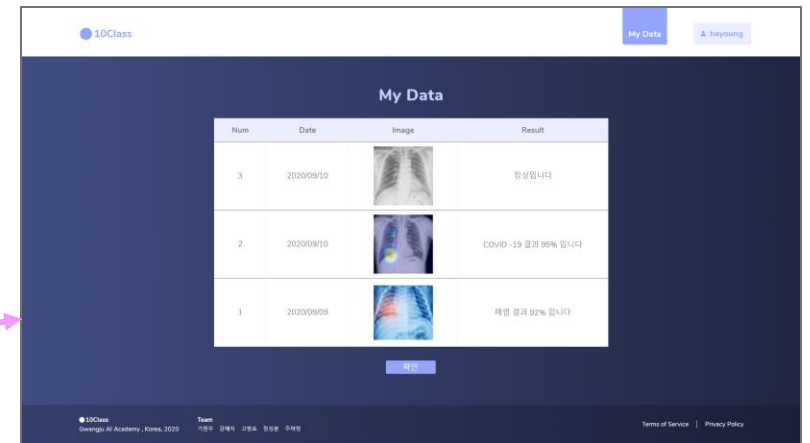 10Class
My Data
hayoung
My Data
Num Date Image Result
3 2020/09/10 정상입니다
2 2020/09/10 COVID -19 결과 95% 입니다
1 2020/09/09 폐렴 결과 92% 입니다
확인
10Class Team
Gwangju AI Academy , Korea, 2020
Terms of Service | Privacy Policy